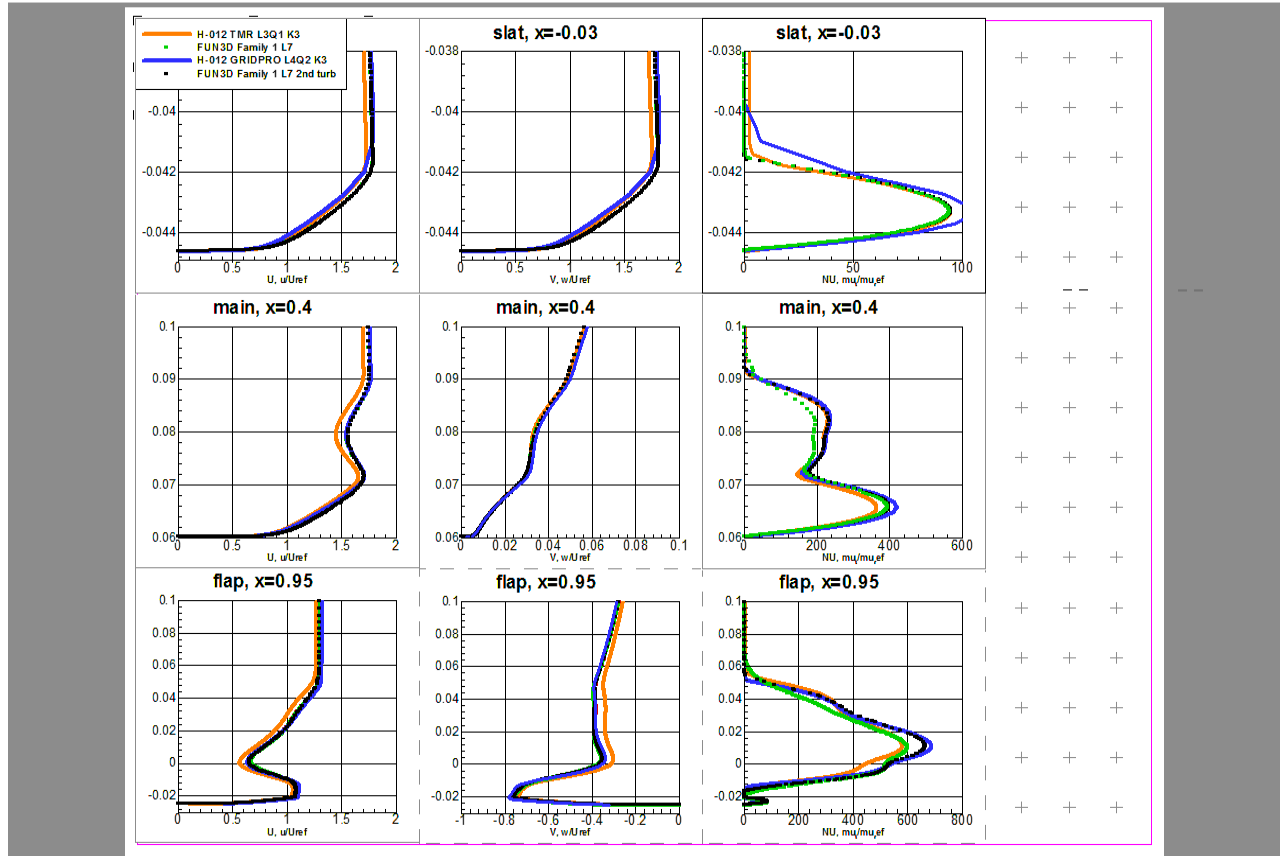 H-012 TMR L3Q1 K3
FUN3D Family 1 L7
H-012 GRIDPRO L4Q2 K3
FUN3D Family 1 L7 2nd turb
-0.04
-0.042
-0.044
0 0.5 1 1.5 2
U, u/Uref
slat, x=-0.03
-0.038
-0.04
-0.042
-0.044
0 0.5 1 1.5 2
V, w/Uref
slat, x=-0.03
-0.038
-0.04
-0.042
-0.044
0 50 100
NU, mut/muref
main, x=0.4
0.1
0.09
0.08
0.07
0.06
0 0.5 1 1.5 2
U, u/Uref
main, x=0.4
0.1
0.09
0.08
0.07
0.06
0 0.02 0.04 0.06 0.08 0.1
V, w/Uref
main, x=0.4
0.1
0.09
0.08
0.07
0.06
0 200 400 600
NU, mut/muref
flap, x=0.95
0.1
0.08
0.06
0.04
0.02
0
-0.02
0 0.5 1 1.5 2
U, u/Uref
flap, x=0.95
0.1
0.08
0.06
0.04
0.02
0
-0.02
-1 -0.8 -0.6 -0.4 -0.2 0
V, w/Uref
flap, x=0.95
0.1
0.08
0.06
0.04
0.02
0
-0.02
0 200 400 600 800
NU, mut/muref